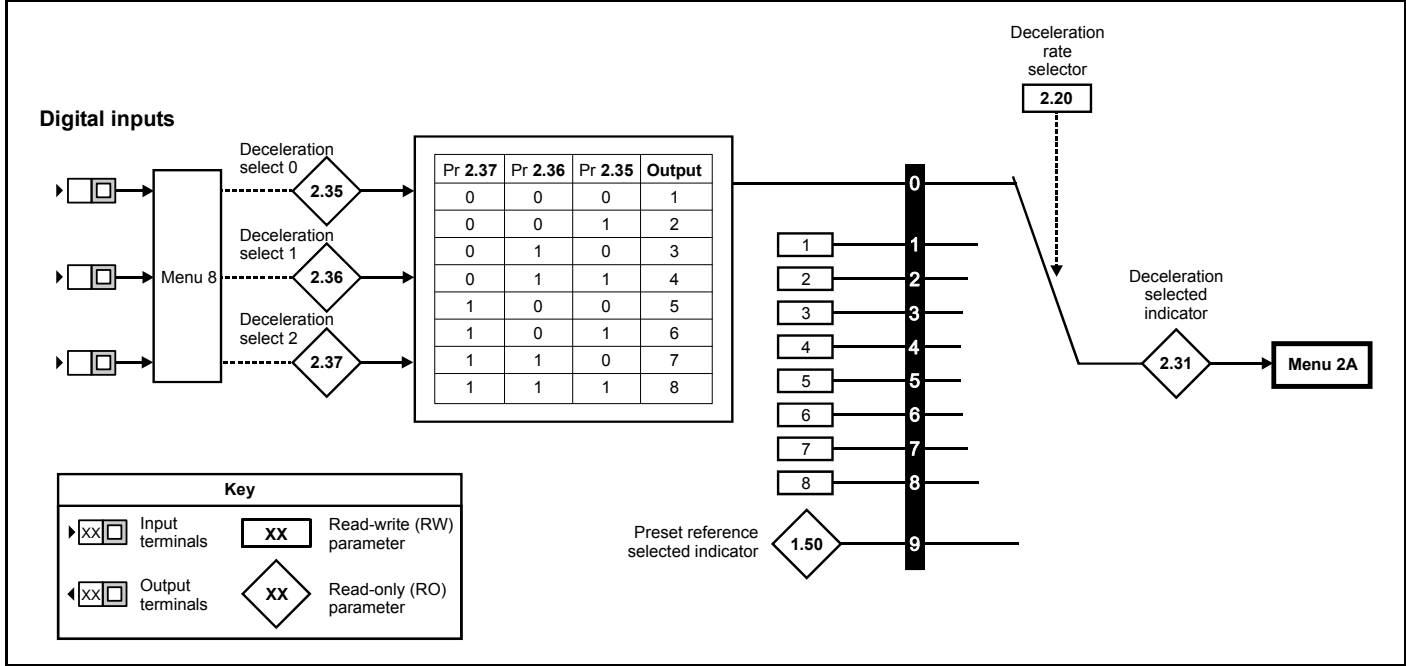 Deceleration
rate
selector
2.20
Digital inputs
Deceleration
select 0
2.35
Deceleration
select 1
2.36
Deceleration
select 2
2.37
Menu 8
Pr 2.37 Pr 2.36 Pr 2.35 Output
0 0 0 1
0 0 1 2
0 1 0 3
0 1 1 4
1 0 0 5
1 0 1 6
1 1 0 7
1 1 1 8
0
1 1
2 2
3 3
4 4
5 5
6 6
7 7
8 8
Preset reference
selected indicator
1.50
9
Deceleration
selected
indicator
2.31
Menu 2A
Key
XX
Input
terminals
XX
Read-write (RW)
parameter
XX
Output
terminals
XX
Read-only (RO)
parameter